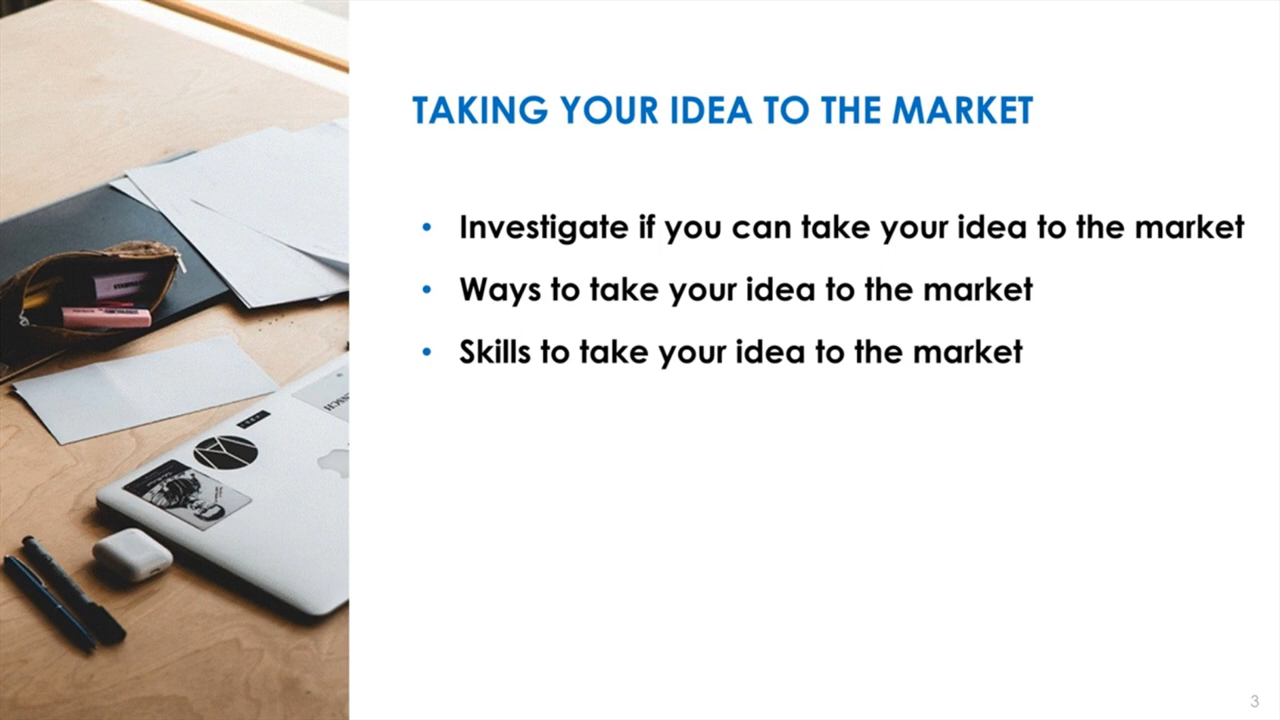 TAKING YOUR IDEA TO THE MARKET
• Investigate if you can take your idea to the market
• Ways to take your idea to the market
• Skills to take your idea to the market
3